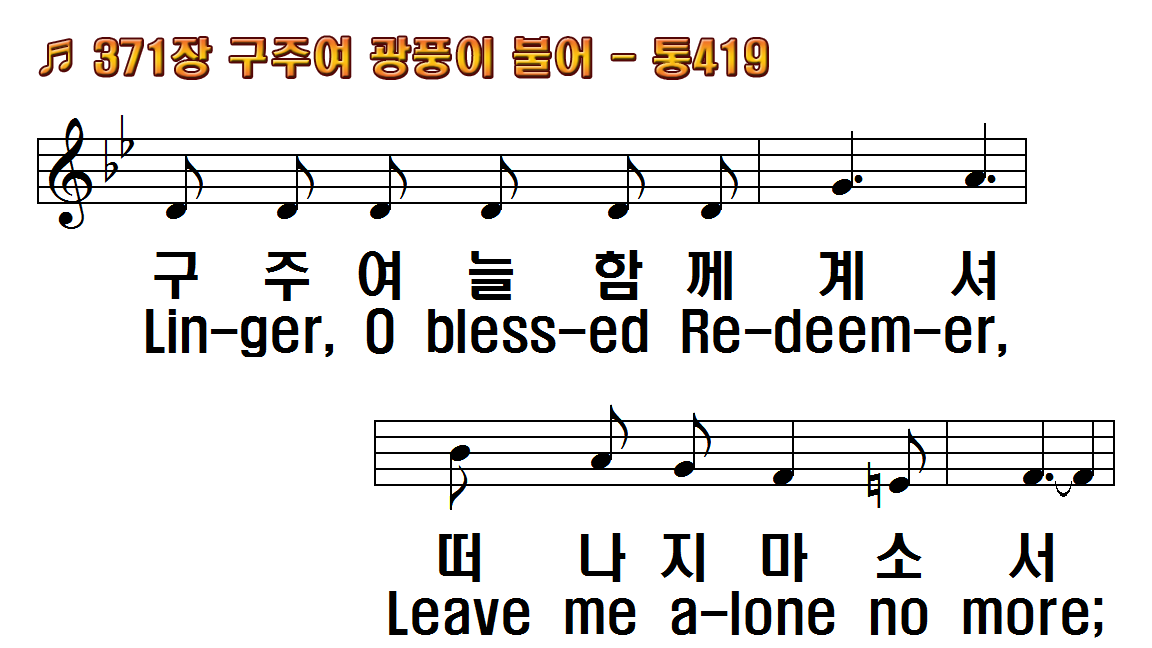 ♬ 371장 구주여 광풍이 불어 - 통419
구 주 여 늘 함 께 계 셔
Lin-ger, O bless-ed Re-deem-er,
떠 나 지 마 소 서
Leave me a-lone no more;